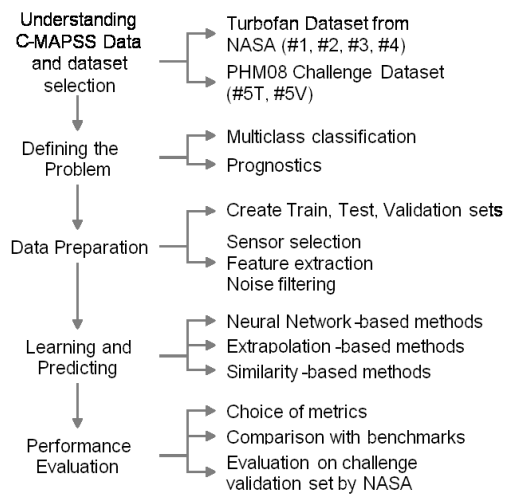 Understanding
C-MAPSS Data
and dataset
selection
Turbofan Dataset from
NASA (#1, #2, #3, #4)
PHM08 Challenge Dataset
(#5T, #5V)
Defining the
Problem
Multiclass classification
Prognostics
Data Preparation
Create Train, Test, Validation sets
Sensor selection
Feature extraction
Noise filtering
Learning and
Predicting
Neural Network-based methods
Extrapolation -based methods
Similarity-based methods
Performance
Evaluation
Choice of metrics
Comparison with benchmarks
Evaluation on challenge
validation set by NASA